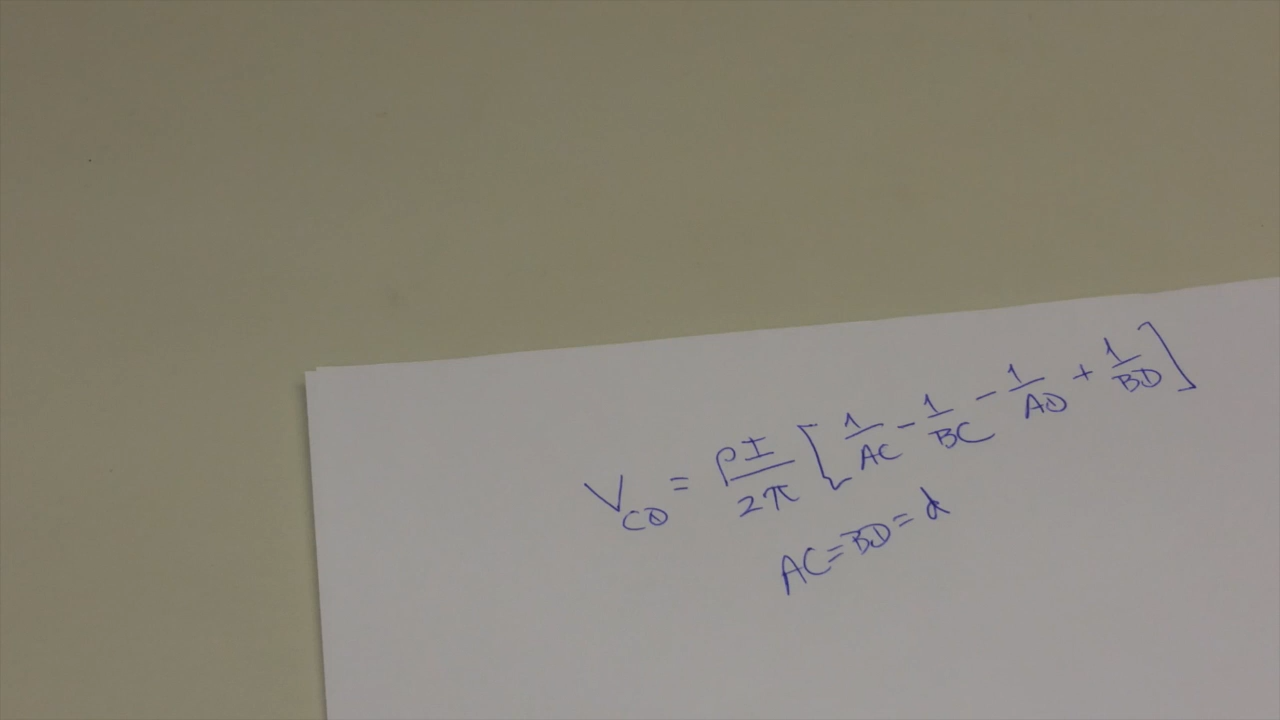 V_CD = ρI/2π [1/AC - 1/BC - 1/AD + 1/BD]
AC=BD=d